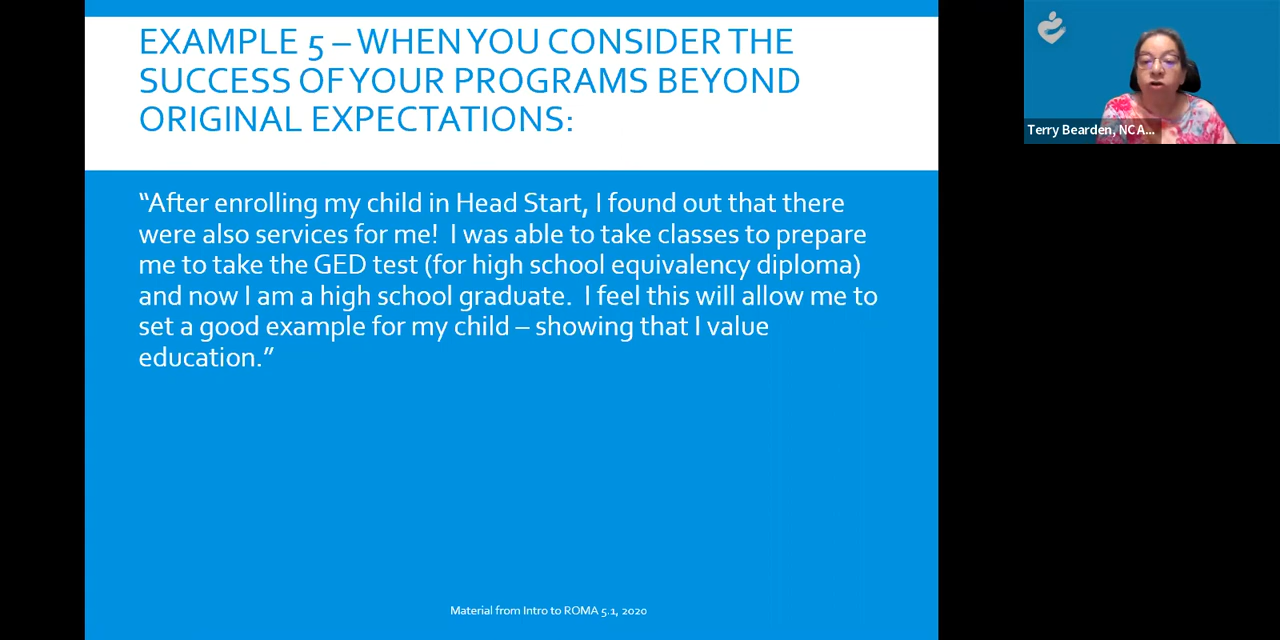 EXAMPLE 5 – WHEN YOU CONSIDER THE
SUCCESS OF YOUR PROGRAMS BEYOND
ORIGINAL EXPECTATIONS:
“After enrolling my child in Head Start, I found out that there
were also services for me!  I was able to take classes to prepare
me to take the GED test (for high school equivalency diploma)
and now I am a high school graduate.  I feel this will allow me to
set a good example for my child – showing that I value
education.”
Material from Intro to ROMA 5.1, 2020
Terry Bearden, NCA...